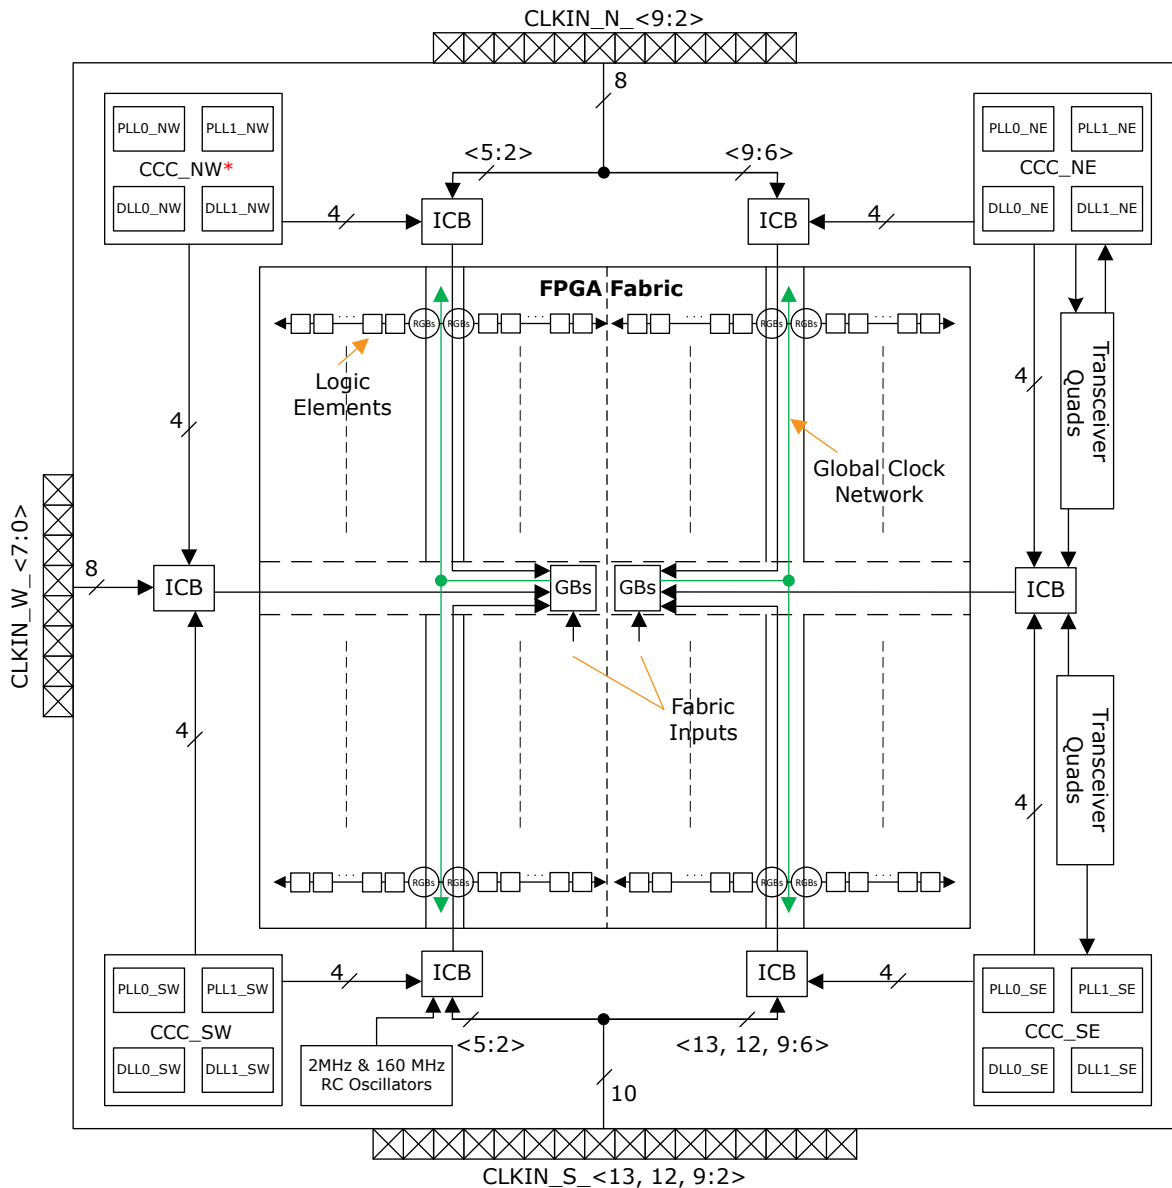 CLKIN_N_<9:2>
8
PLL0_NW
PLL1_NW
CCC_NW*
DLL0_NW
DLL1_NW
<5:2>
<9:6>
PLL0_NE
PLL1_NE
CCC_NE
DLL0_NE
DLL1_NE
4
ICB
ICB
4
FPGA Fabric
RGBs
RGBs
RGBs
RGBs
Logic
Elements
4
4
Transceiver
Quads
Global Clock
Network
CLKIN_W_<7:0>
8
ICB
GBs
GBs
ICB
Fabric
Inputs
4
4
Transceiver
Quads
RGBs
RGBs
RGBs
RGBs
PLL0_SW
PLL1_SW
CCC_SW
DLL0_SW
DLL1_SW
4
ICB
ICB
4
PLL0_SE
PLL1_SE
CCC_SE
DLL0_SE
DLL1_SE
<5:2>
<13, 12, 9:6>
2MHz & 160 MHz
RC Oscillators
10
CLKIN_S_<13, 12, 9:2>